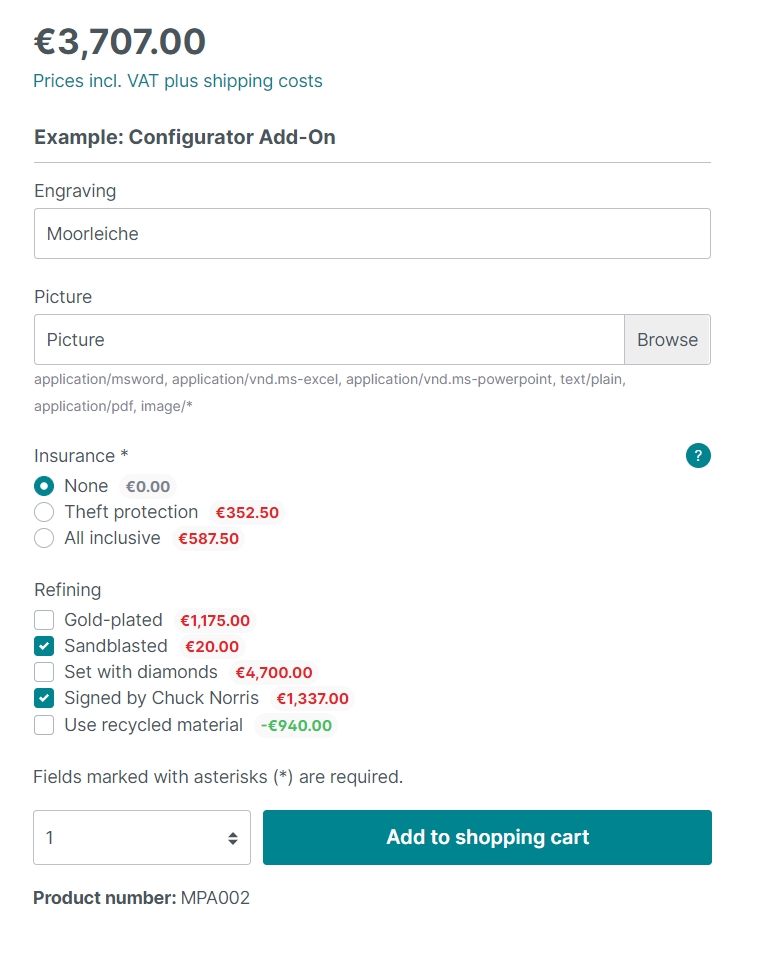 €3,707.00
Prices incl. VAT plus shipping costs
Example: Configurator Add-On
Engraving
Moorleiche
Picture
Picture Browse
application/msword, application/vnd.ms-excel, application/vnd.ms-powerpoint, text/plain,
application/pdf, image/*
Insurance * ?
None €0.00
Theft protection €352.50
All inclusive €587.50
Refining
Gold-plated €1,175.00
Sandblasted €20.00
Set with diamonds €4,700.00
Signed by Chuck Norris €1,337.00
Use recycled material -€940.00
Fields marked with asterisks (*) are required.
1 Add to shopping cart
Product number: MPA002